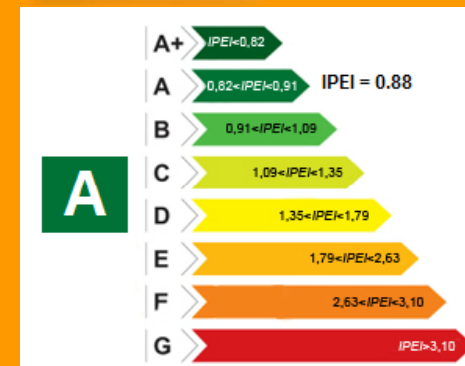 A+ IPEI<0,82
A 0,82<IPEI<0,91 IPEI = 0.88
B 0,91<IPEI<1,09
A
C 1,09<IPEI<1,35
D 1,35<IPEI<1,79
E 1,79<IPEI<2,63
F 2,63<IPEI<3,10
G IPEI>3,10